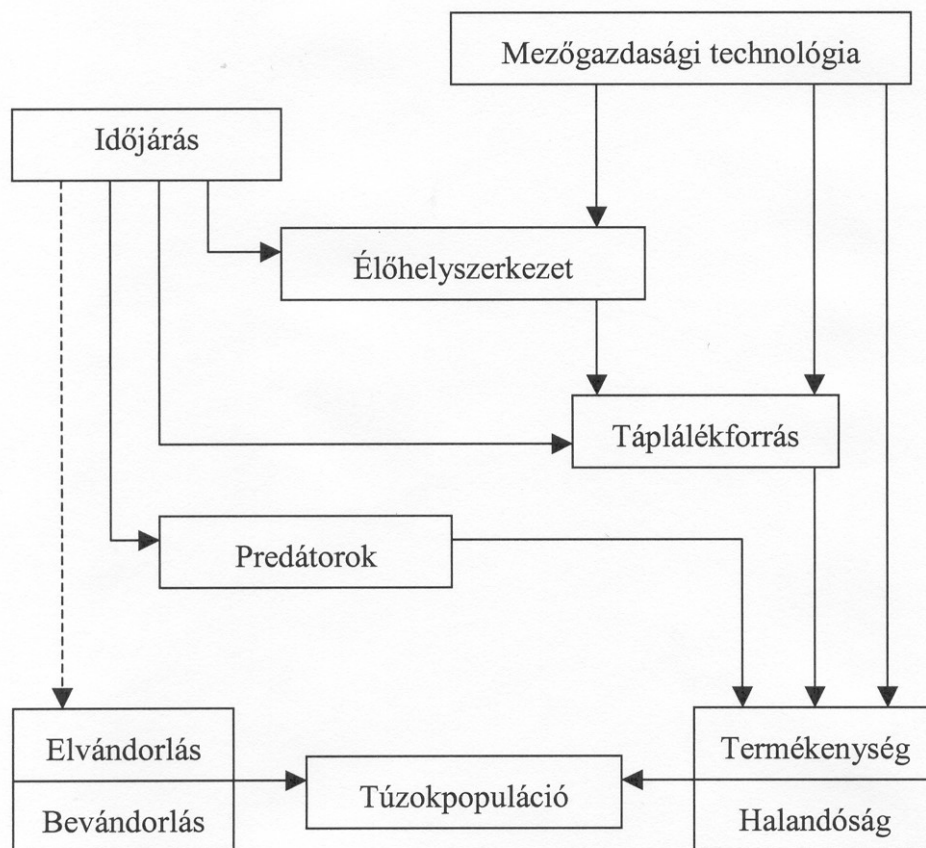 Mezőgazdasági technológia
Időjárás
Élőhelyszerkezet
Táplálékforrás
Predátorok
Elvándorlás
Bevándorlás
Túzokpopuláció
Termékenység
Halandóság